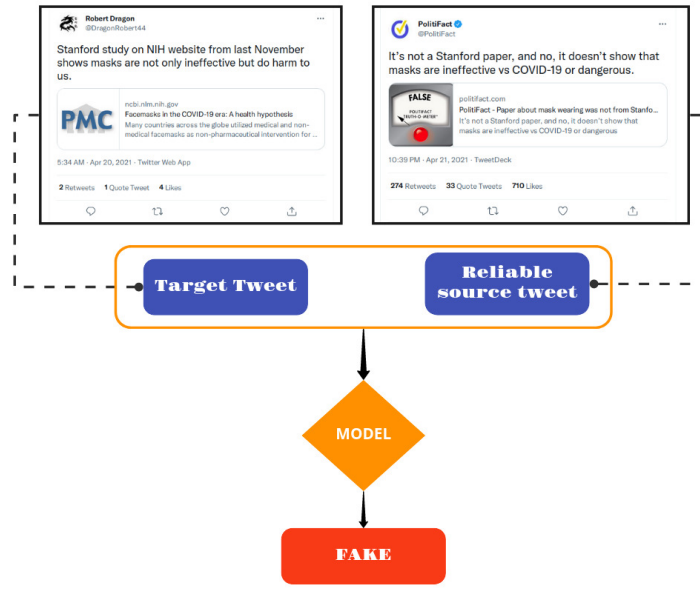 Robert Dragon
@DragonRobert44
Stanford study on NIH website from last November
shows masks are not only ineffective but do harm to
us.
PMC
ncbi.nlm.nih.gov
Facemasks in the COVID-19 era: A health hypothesis
Many countries across the globe utilized medical and non-
medical facemasks as non-pharmaceutical intervention for ...
5:34 AM · Apr 20, 2021 · Twitter Web App
2 Retweets 1 Quote Tweet 4 Likes
PolitiFact
@PolitiFact
It's not a Stanford paper, and no, it doesn't show that
masks are ineffective vs COVID-19 or dangerous.
FALSE
POLITIFACT
TRUTH-O-METER™
politifact.com
PolitiFact - Paper about mask wearing was not from Stanfo...
It's not a Stanford paper, and no, it doesn't show that
masks are ineffective vs COVID-19 or dangerous
10:39 PM · Apr 21, 2021 · TweetDeck
274 Retweets 33 Quote Tweets 710 Likes
Target Tweet
Reliable
source tweet
MODEL
FAKE